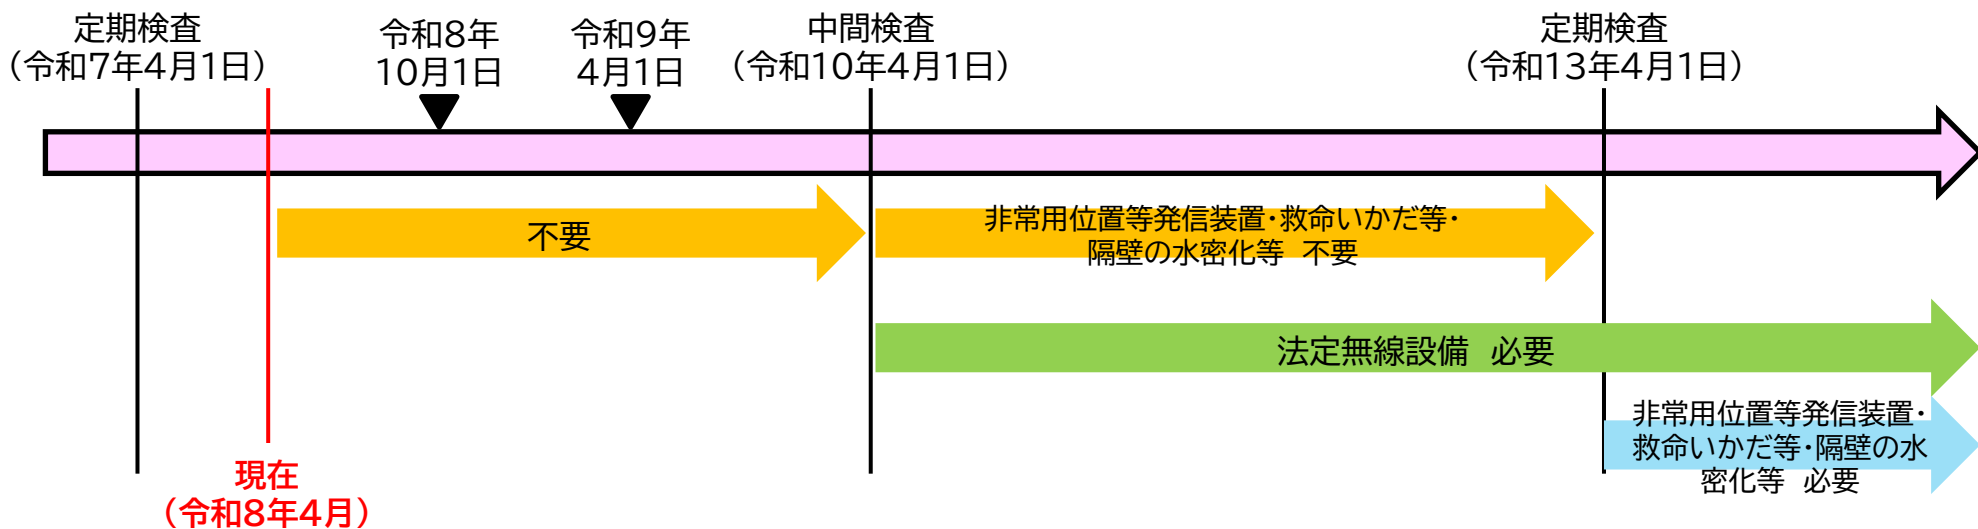 定期検査
（令和7年4月1日）
令和8年
10月1日
令和9年
4月1日
中間検査
（令和10年4月1日）
定期検査
（令和13年4月1日）
不要
非常用位置等発信装置・救命いかだ等・
隔壁の水密化等　不要
法定無線設備　必要
非常用位置等発信装置・
救命いかだ等・隔壁の水
密化等　必要
現在
（令和8年4月）